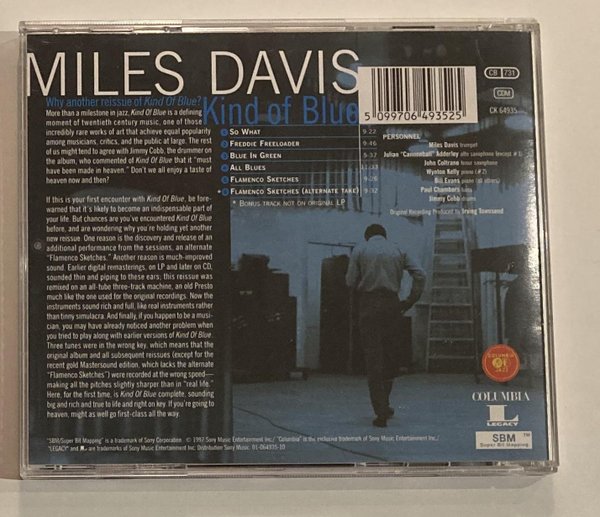 MILES DAVIS
Kind of Blue
Why another reissue of Kind Of Blue?
More than a milestone in jazz, Kind Of Blue is a defining
moment of twentieth century music, one of those
incredibly rare works of art that achieve equal popularity
among musicians, critics, and the public at large. The rest
of us might tend to agree with Jimmy Cobb, the drummer on
the album, who commented of Kind Of Blue that it "must
have been made in heaven." Don't we all enjoy a taste of
heaven now and then?
If this is your first encounter with Kind Of Blue, be fore-
warned that it's likely to become an indispensable part of
your life. But chances are you've encountered Kind Of Blue
before, and are wondering why you're holding yet another
new reissue. One reason is the discovery and release of an
additional performance from the sessions, an alternate
"Flamenco Sketches." Another reason is much-improved
sound. Earlier digital remasterings, on LP and later on CD,
sounded thin and piping to these ears; this reissue was
remixed on an all-tube three-track machine, an old Presto
much like the one used for the original recordings. Now the
instruments sound rich and full, like real instruments rather
than tinny simulacra. And finally, if you happen to be a musi-
cian, you may have already noticed another problem when
you tried to play along with earlier versions of Kind Of Blue.
Three tunes were in the wrong key, which means that the
original album and all subsequent reissues (except for the
recent gold Mastersound edition, which lacks the alternate
"Flamenco Sketches") were recorded at the wrong speed—
making all the pitches slightly sharper than in "real life."
Here, for the first time, is Kind Of Blue complete, sounding
big and rich and true to life and right on key. If you're going to
heaven, might as well go first-class all the way.
1 So What 9:22
2 Freddie Freeloader 9:46
3 Blue In Green 5:37
4 All Blues 11:33
5 Flamenco Sketches 9:26
*6 Flamenco Sketches (alternate take) 9:32
* Bonus track not on original LP
5 099706 493525
CB 731
CDM
CK 64935
PERSONNEL
Miles Davis trumpet
Julian "Cannonball" Adderley alto saxophone (except #3)
John Coltrane tenor saxophone
Wynton Kelly piano (#2)
Bill Evans piano (all others)
Paul Chambers bass
Jimmy Cobb drums
Original Recording Produced by Irving Townsend
COLUMBIA
JAZZ
COLUMBIA
L
LEGACY
SBM™
Super Bit Mapping
"SBM/Super Bit Mapping" is a trademark of Sony Corporation. © 1997 Sony Music Entertainment Inc./"Columbia" is the exclusive trademark of Sony Music Entertainment Inc./
"LEGACY" and L are trademarks of Sony Music Entertainment Inc. Distribution Sony Music. 01-064935-10